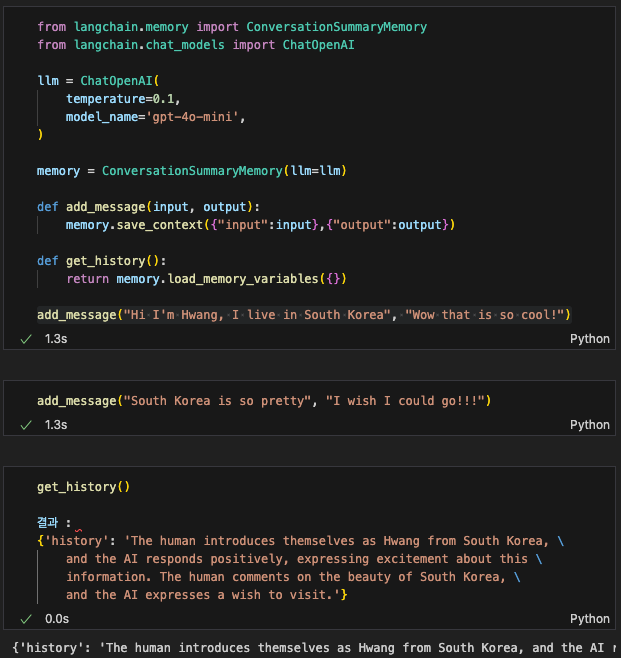 from langchain.memory import ConversationSummaryMemory
from langchain.chat_models import ChatOpenAI
llm = ChatOpenAI(
    temperature=0.1,
    model_name='gpt-4o-mini',
)
memory = ConversationSummaryMemory(llm=llm)
def add_message(input, output):
    memory.save_context({"input":input},{"output":output})
def get_history():
    return memory.load_memory_variables({})
add_message("Hi I'm Hwang, I live in South Korea", "Wow that is so cool!")
1.3s Python
add_message("South Korea is so pretty", "I wish I could go!!!")
1.3s Python
get_history()
결과 :
{'history': 'The human introduces themselves as Hwang from South Korea, \
    and the AI responds positively, expressing excitement about this \
    information. The human comments on the beauty of South Korea, \
    and the AI expresses a wish to visit.'}
0.0s Python
{'history': 'The human introduces themselves as Hwang from South Korea, and the AI